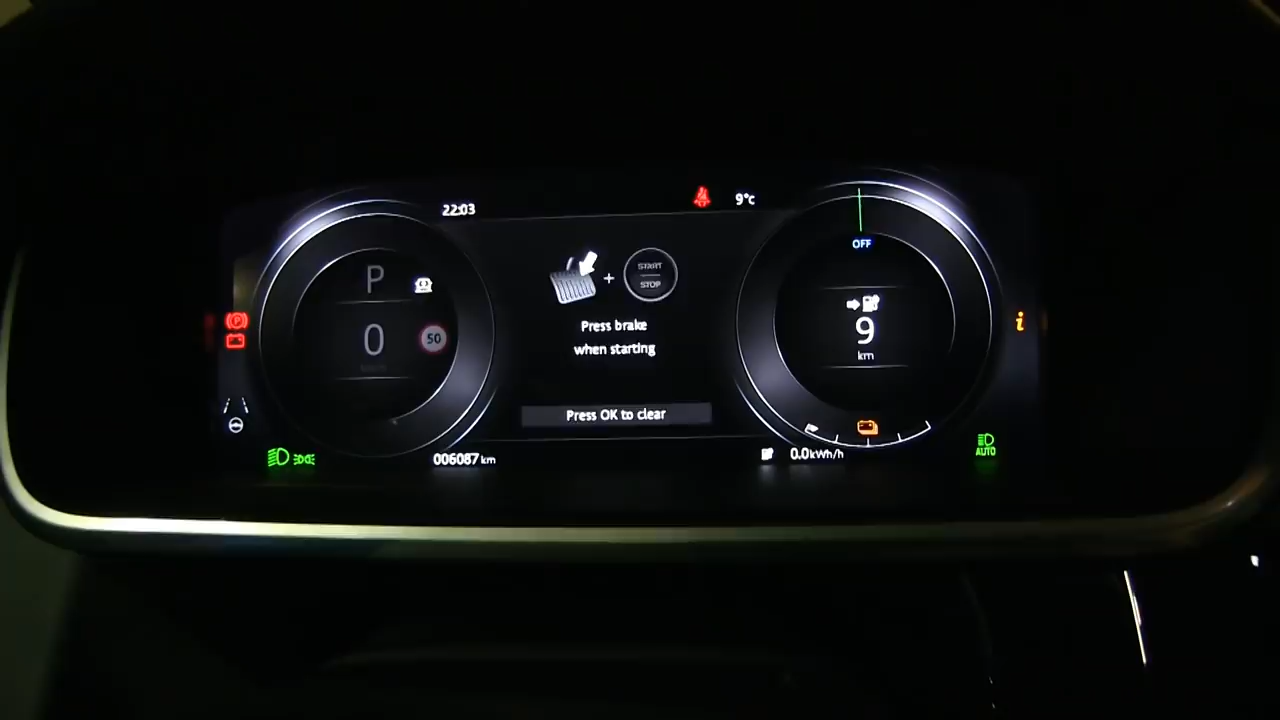 22:03
9°c
P
0
50
START
STOP
Press brake
when starting
Press OK to clear
OFF
9
km
006087 km
0.0 kWh/h
AUTO